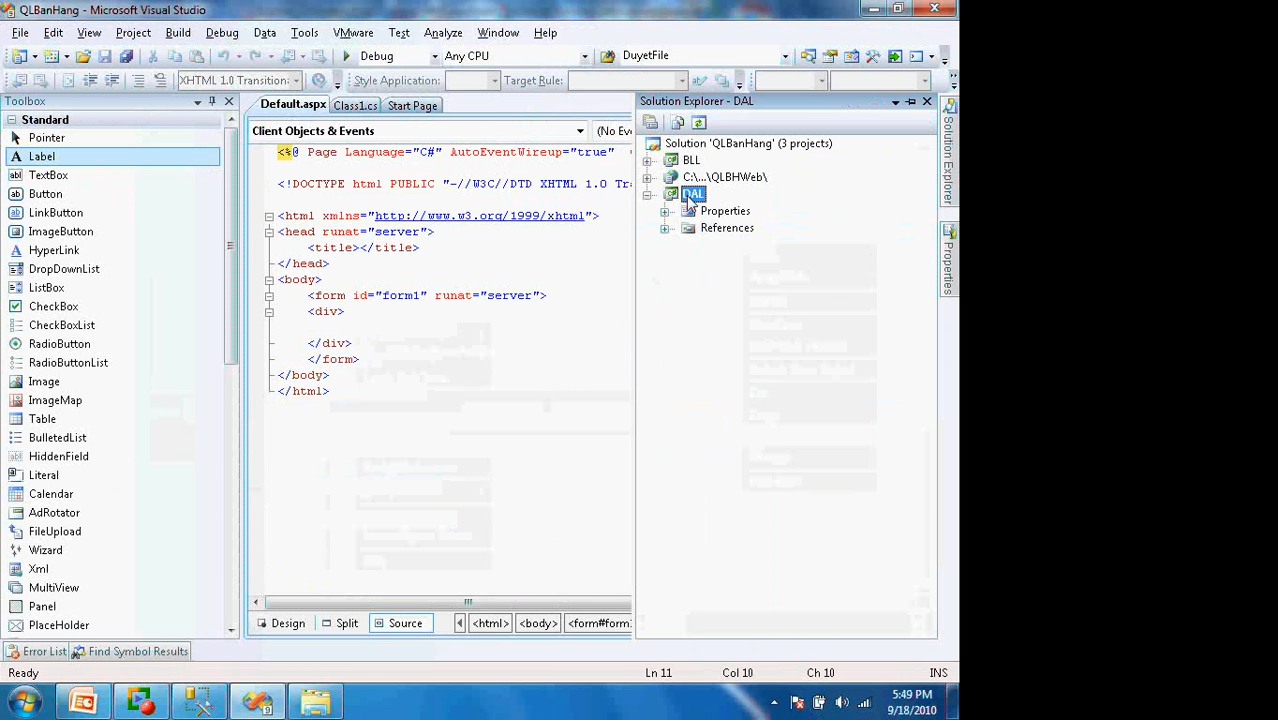 QLBanHang - Microsoft Visual Studio
File Edit View Project Build Debug Data Tools VMware Test Analyze Window Help
Debug Any CPU DuyetFile
XHTML 1.0 Transition Style Application: Target Rule:
Toolbox
Standard
Pointer
Label
TextBox
Button
LinkButton
ImageButton
HyperLink
DropDownList
ListBox
CheckBox
CheckBoxList
RadioButton
RadioButtonList
Image
ImageMap
Table
BulletedList
HiddenField
Literal
Calendar
AdRotator
FileUpload
Wizard
Xml
MultiView
Panel
PlaceHolder
Default.aspx Class1.cs Start Page
Client Objects & Events (No Eve
<%@ Page Language="C#" AutoEventWireup="true"
<!DOCTYPE html PUBLIC "-//W3C//DTD XHTML 1.0 Tra
<html xmlns="http://www.w3.org/1999/xhtml">
<head runat="server">
<title></title>
</head>
<body>
<form id="form1" runat="server">
<div>
</div>
</form>
</body>
</html>
Design Split Source <html> <body> <form#form1
Solution Explorer - DAL
Solution 'QLBanHang' (3 projects)
BLL
C:\...\QLBHWeb\
DAL
Properties
References
Solution Explorer
Properties
Error List Find Symbol Results
Ready Ln 11 Col 10 Ch 10 INS
5:49 PM
9/18/2010